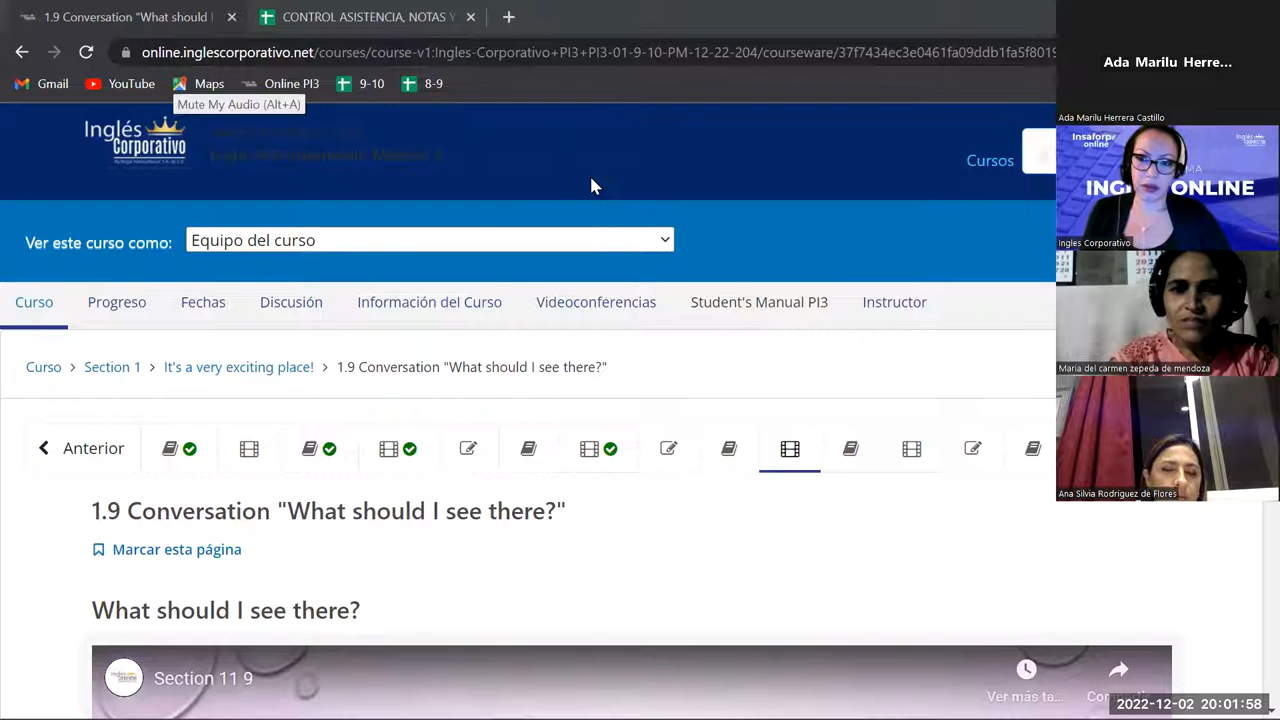 1.9 Conversation "What should I
CONTROL ASISTENCIA, NOTAS Y
online.inglescorporativo.net/courses/course-v1:Ingles-Corporativo+PI3+PI3-01-9-10-PM-12-22-204/courseware/37f7434ec3e0461fa09ddb1fa5f8019
Gmail YouTube Maps Online PI3 9-10 8-9
Mute My Audio (Alt+A)
Inglés
Corporativo
Cursos
Ver este curso como: Equipo del curso
Curso Progreso Fechas Discusión Información del Curso Videoconferencias Student's Manual PI3 Instructor
Curso > Section 1 > It's a very exciting place! > 1.9 Conversation "What should I see there?"
Anterior
1.9 Conversation "What should I see there?"
Marcar esta página
What should I see there?
Section 11 9
Ver más ta...
Ada Marilu Herre...
Ada Marilu Herrera Castillo
Insaforp
online
ONLINE
Ingles Corporativo
Maria del carmen zepeda de mendoza
Ana Silvia Rodriguez de Flores
2022-12-02 20:01:58